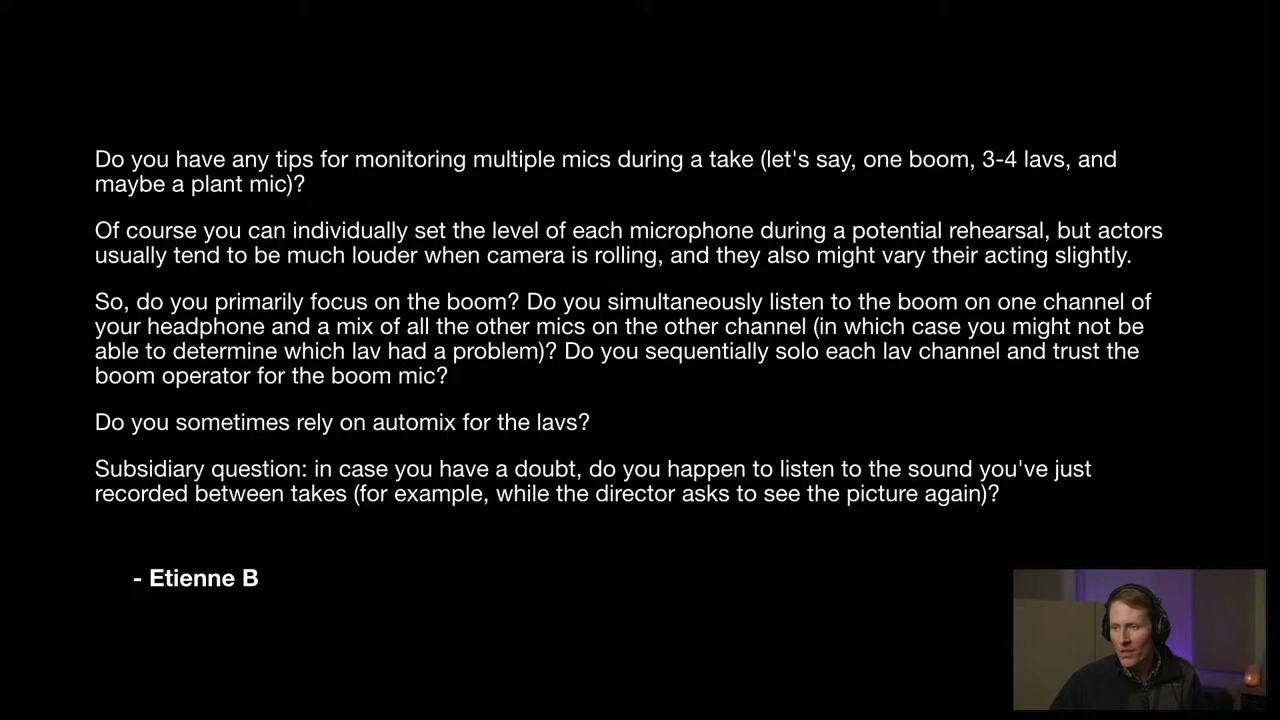 Do you have any tips for monitoring multiple mics during a take (let's say, one boom, 3-4 lavs, and
maybe a plant mic)?
Of course you can individually set the level of each microphone during a potential rehearsal, but actors
usually tend to be much louder when camera is rolling, and they also might vary their acting slightly.
So, do you primarily focus on the boom? Do you simultaneously listen to the boom on one channel of
your headphone and a mix of all the other mics on the other channel (in which case you might not be
able to determine which lav had a problem)? Do you sequentially solo each lav channel and trust the
boom operator for the boom mic?
Do you sometimes rely on automix for the lavs?
Subsidiary question: in case you have a doubt, do you happen to listen to the sound you've just
recorded between takes (for example, while the director asks to see the picture again)?
- Etienne B